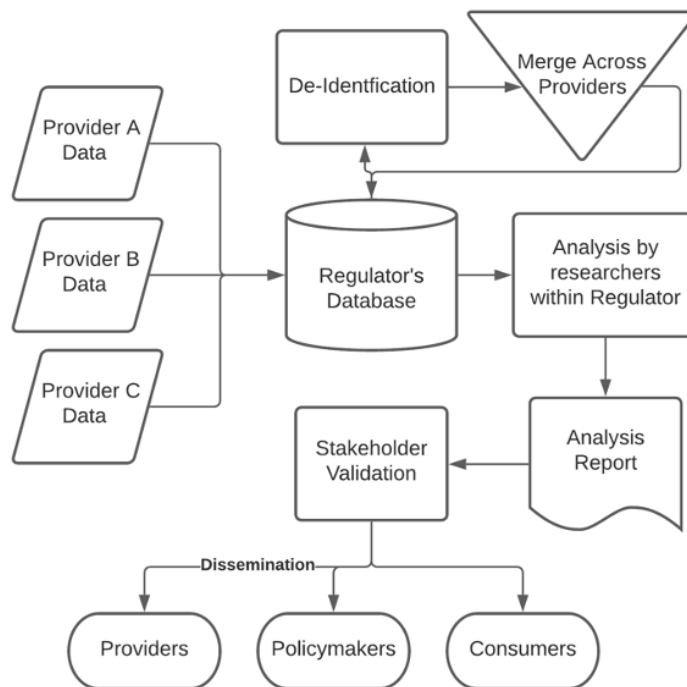 De-Identfication
Merge Across
Providers
Provider A
Data
Provider B
Data
Provider C
Data
Regulator's
Database
Analysis by
researchers
within Regulator
Stakeholder
Validation
Analysis
Report
Dissemination
Providers
Policymakers
Consumers